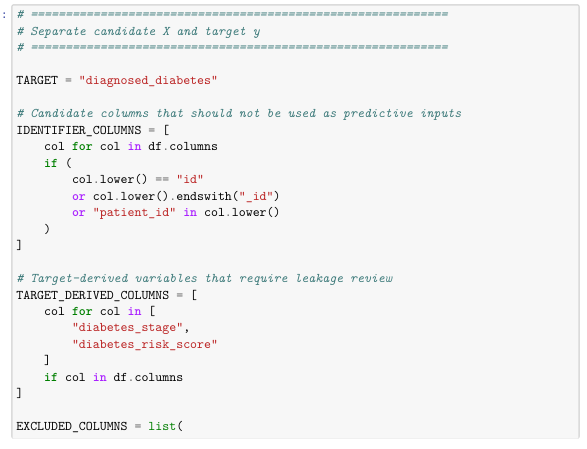 :
# ============================================================
# Separate candidate X and target y
# ============================================================
TARGET = "diagnosed_diabetes"
# Candidate columns that should not be used as predictive inputs
IDENTIFIER_COLUMNS = [
    col for col in df.columns
    if (
        col.lower() == "id"
        or col.lower().endswith("_id")
        or "patient_id" in col.lower()
    )
]
# Target-derived variables that require leakage review
TARGET_DERIVED_COLUMNS = [
    col for col in [
        "diabetes_stage",
        "diabetes_risk_score"
    ]
    if col in df.columns
]
EXCLUDED_COLUMNS = list(